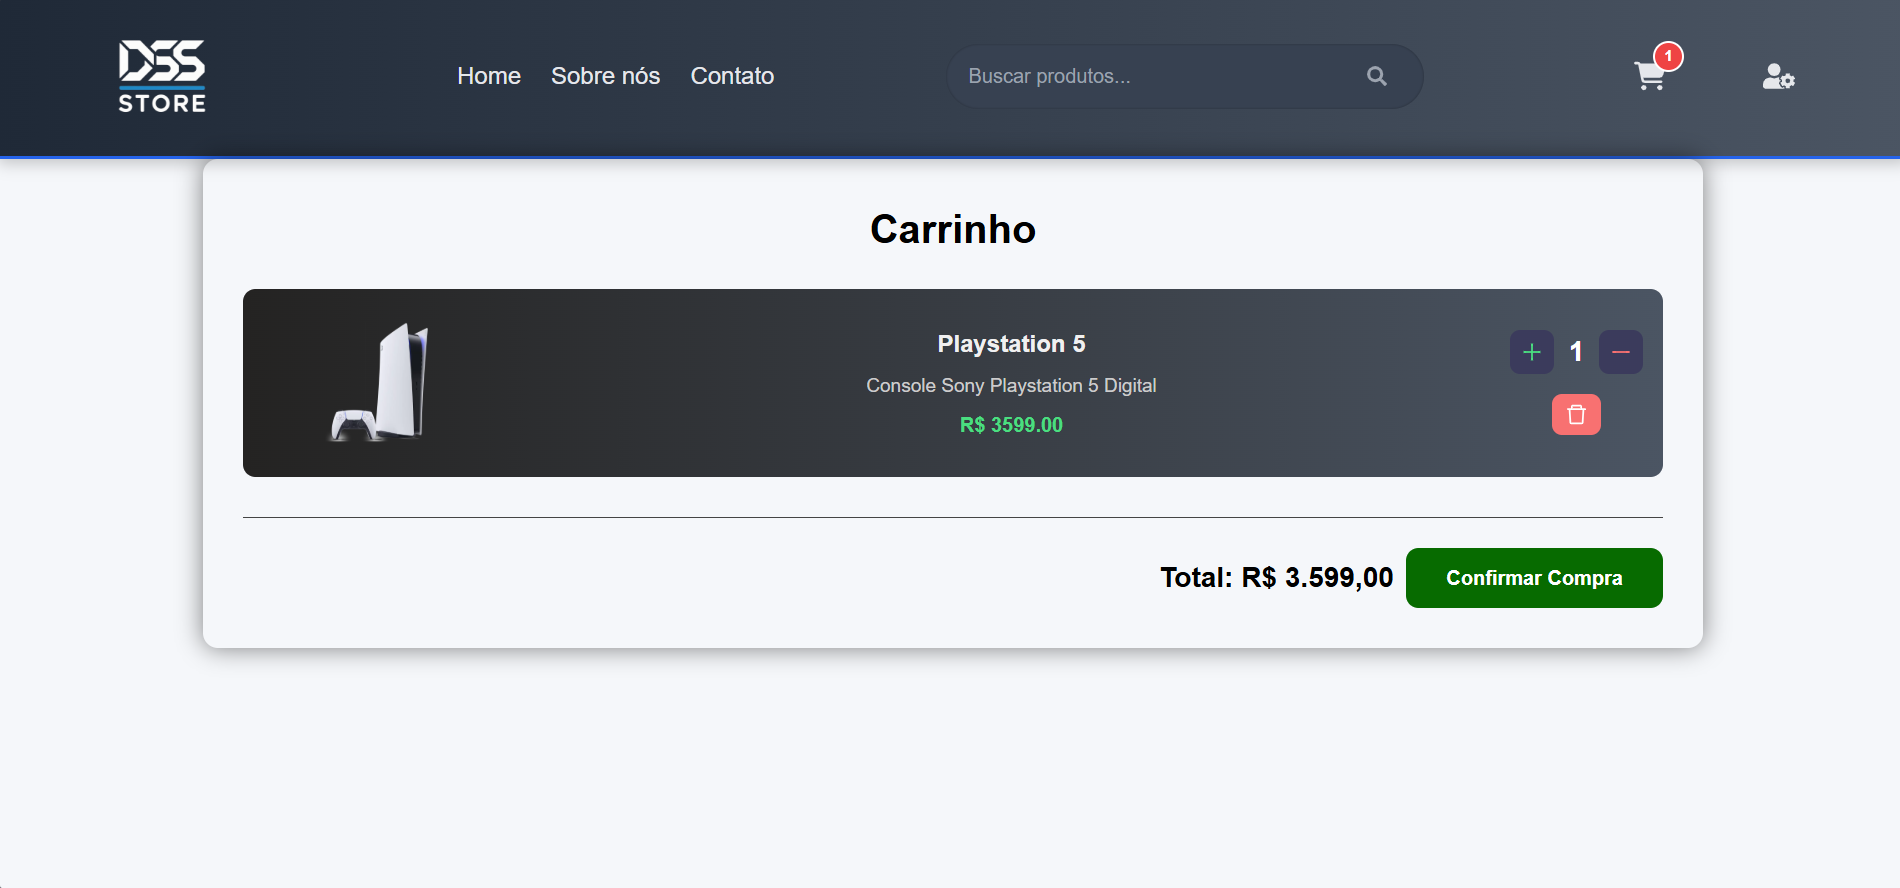 DSS
STORE
Home
Sobre nós
Contato
Buscar produtos...
1
Carrinho
Playstation 5
Console Sony Playstation 5 Digital
R$ 3599.00
1
Total: R$ 3.599,00
Confirmar Compra